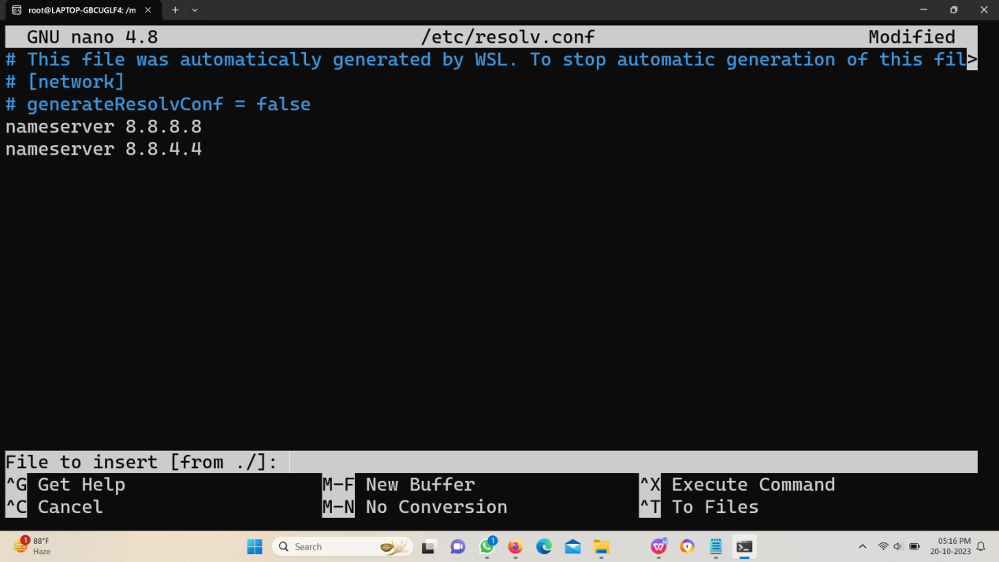 root@LAPTOP-GBCUGLF4: /m
GNU nano 4.8 /etc/resolv.conf Modified
# This file was automatically generated by WSL. To stop automatic generation of this fil>
# [network]
# generateResolvConf = false
nameserver 8.8.8.8
nameserver 8.8.4.4
File to insert [from ./]:
^G Get Help M-F New Buffer ^X Execute Command
^C Cancel M-N No Conversion ^T To Files
1 88°F
Haze
Search
1
05:16 PM
20-10-2023